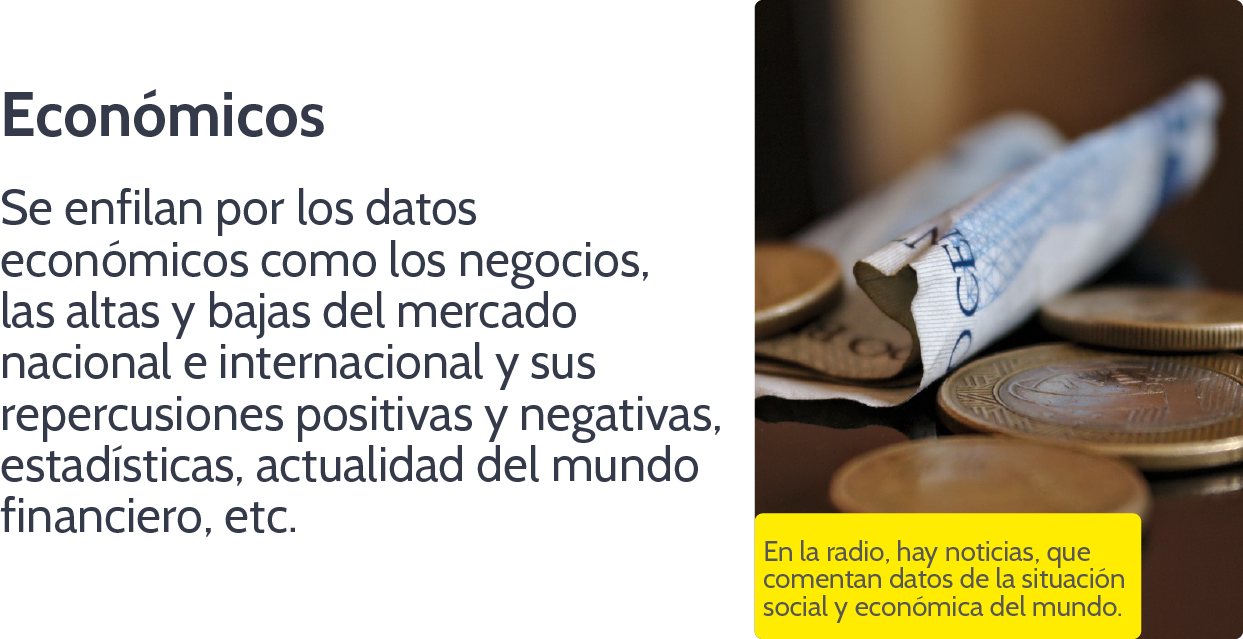 Económicos
Se enfilan por los datos
económicos como los negocios,
las altas y bajas del mercado
nacional e internacional y sus
repercusiones positivas y negativas,
estadísticas, actualidad del mundo
financiero, etc.
En la radio, hay noticias, que
comentan datos de la situación
social y económica del mundo.